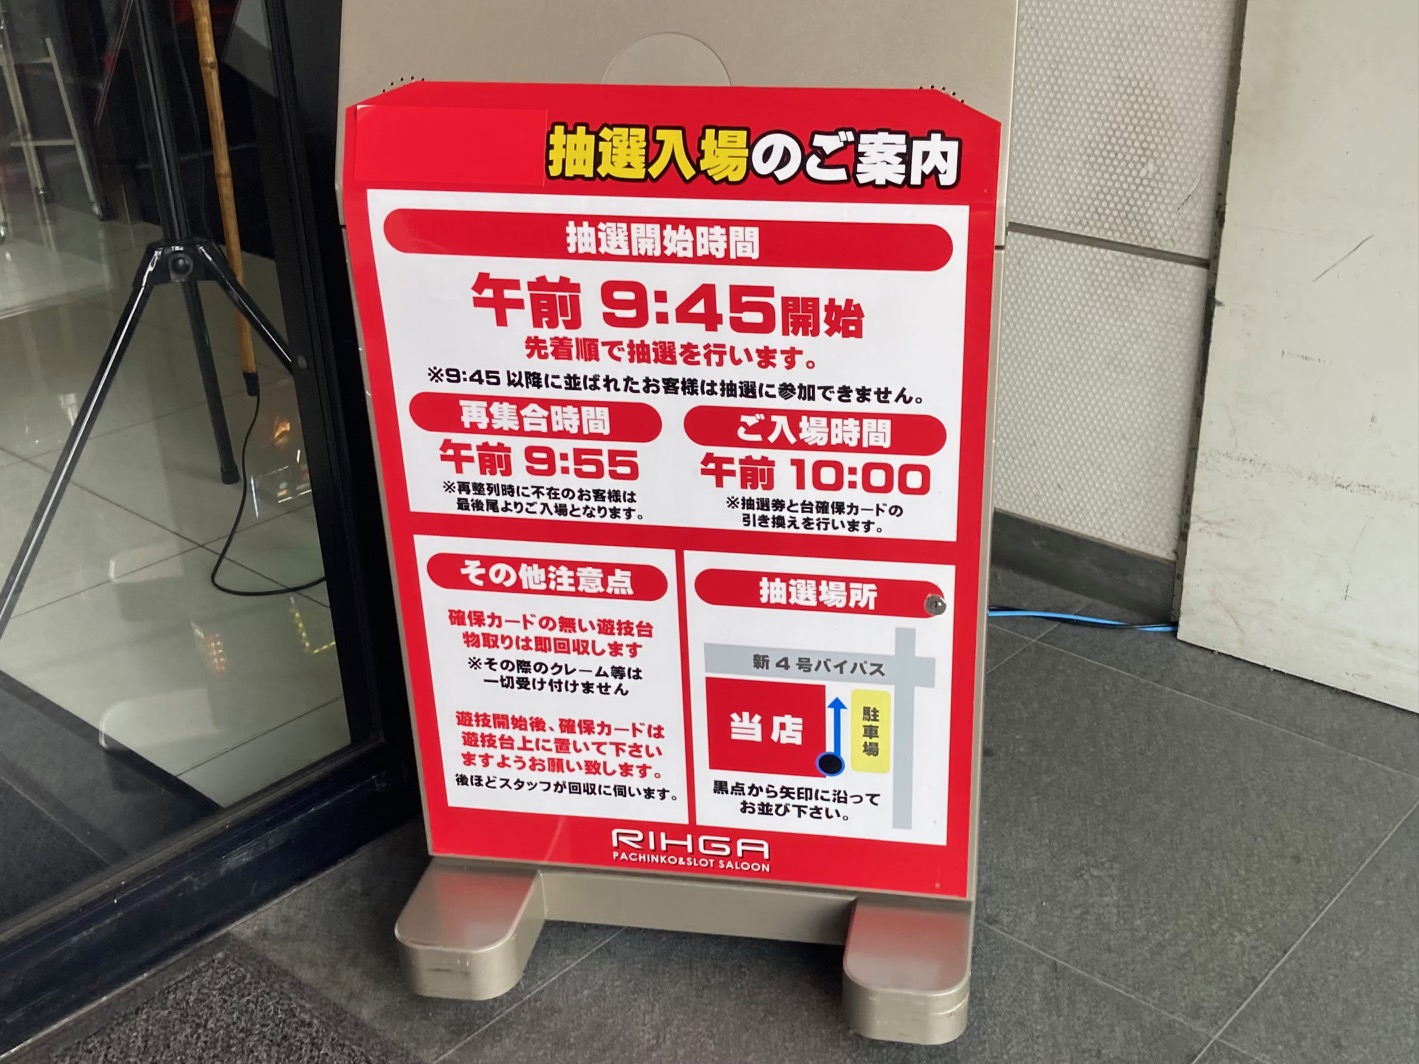 抽選入場のご案内
抽選開始時間
午前 9:45開始
先着順で抽選を行います。
※9:45 以降に並ばれたお客様は抽選に参加できません。
再集合時間
午前 9:55
※再整列時に不在のお客様は
最後尾よりご入場となります。
ご入場時間
午前 10:00
※抽選券と台確保カードの
引き換えを行います。
その他注意点
確保カードの無い遊技台
物取りは即回収します
※その際のクレーム等は
一切受け付けません
遊技開始後、確保カードは
遊技台上に置いて下さい
ますようお願い致します。
後ほどスタッフが回収に伺います。
抽選場所
新4号バイパス
当店
駐車場
黒点から矢印に沿って
お並び下さい。
RIHGA
PACHINKO&SLOT SALOON